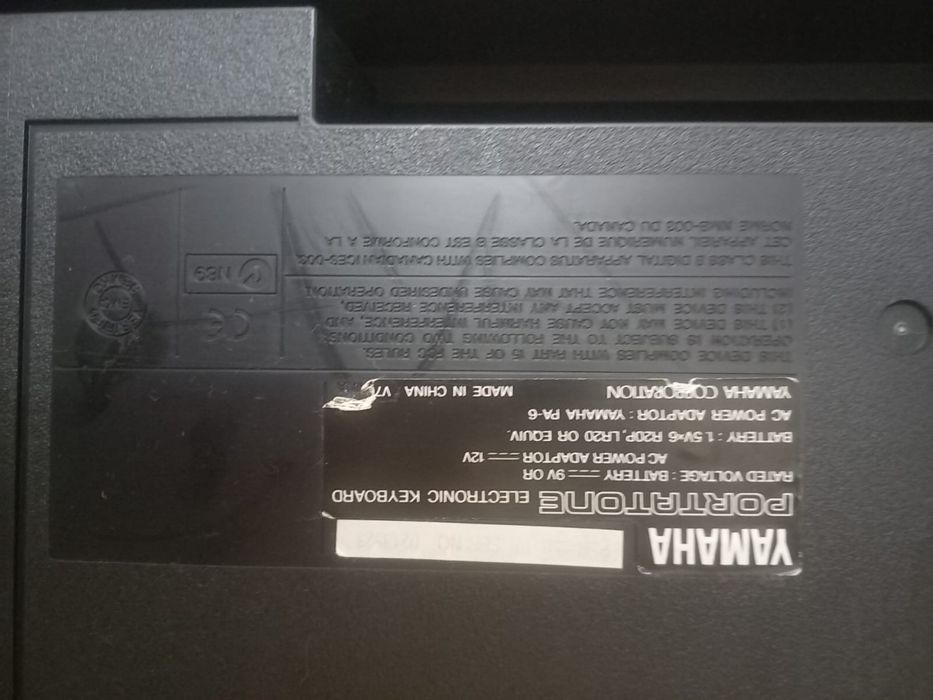 YAMAHA
PORTATONE ELECTRONIC KEYBOARD
RATED VOLTAGE : BATTERY 9V OR
AC POWER ADAPTOR 12V
BATTERY : 1.5V×6 R20P, LR20 OR EQUIV.
AC POWER ADAPTOR : YAMAHA PA-6
YAMAHA CORPORATION MADE IN CHINA
THIS DEVICE COMPLIES WITH PART 15 OF THE FCC RULES.
OPERATION IS SUBJECT TO THE FOLLOWING TWO CONDITIONS:
(1) THIS DEVICE MAY NOT CAUSE HARMFUL INTERFERENCE, AND,
(2) THIS DEVICE MUST ACCEPT ANY INTERFERENCE RECEIVED,
INCLUDING INTERFERENCE THAT MAY CAUSE UNDESIRED OPERATION.
CE
THIS CLASS B DIGITAL APPARATUS COMPLIES WITH CANADIAN ICES-003.
CET APPAREIL NUMERIQUE DE LA CLASSE B EST CONFORME A LA
NORME NMB-003 DU CANADA.
N89